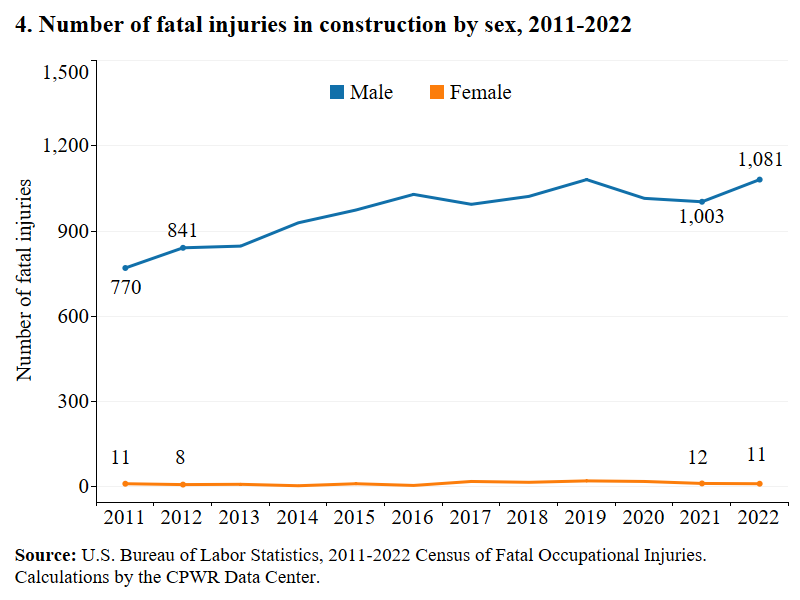 4. Number of fatal injuries in construction by sex, 2011-2022
1,500
Male Female
1,200
1,081
900
841
1,003
770
600
300
11 8 12 11
0
Number of fatal injuries
2011 2012 2013 2014 2015 2016 2017 2018 2019 2020 2021 2022
Source: U.S. Bureau of Labor Statistics, 2011-2022 Census of Fatal Occupational Injuries.
Calculations by the CPWR Data Center.